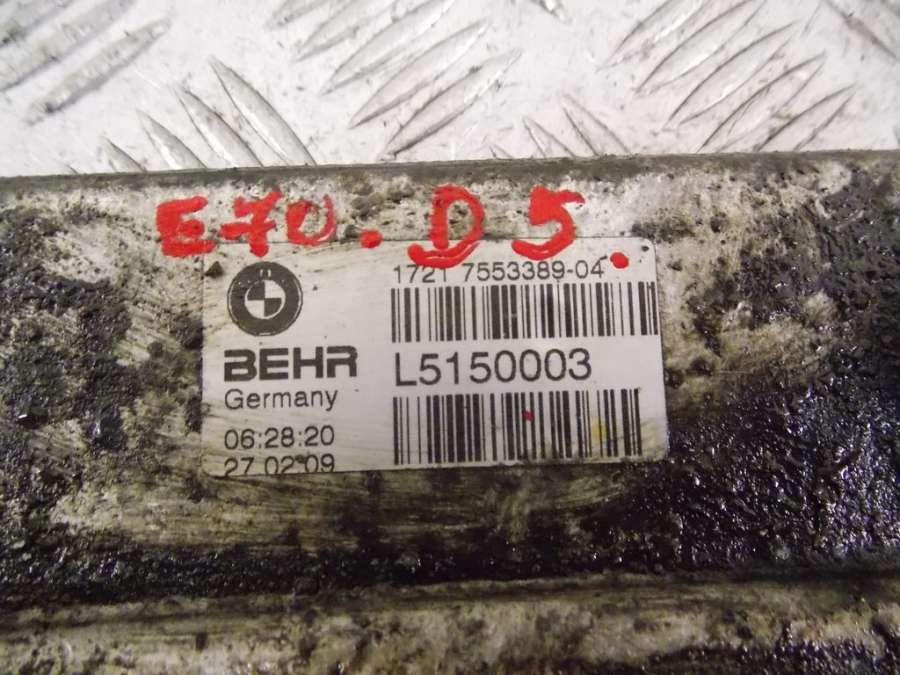 E70. D5.
1721 7553389-04
BEHR
L5150003
Germany
06:28:20
27.02.09